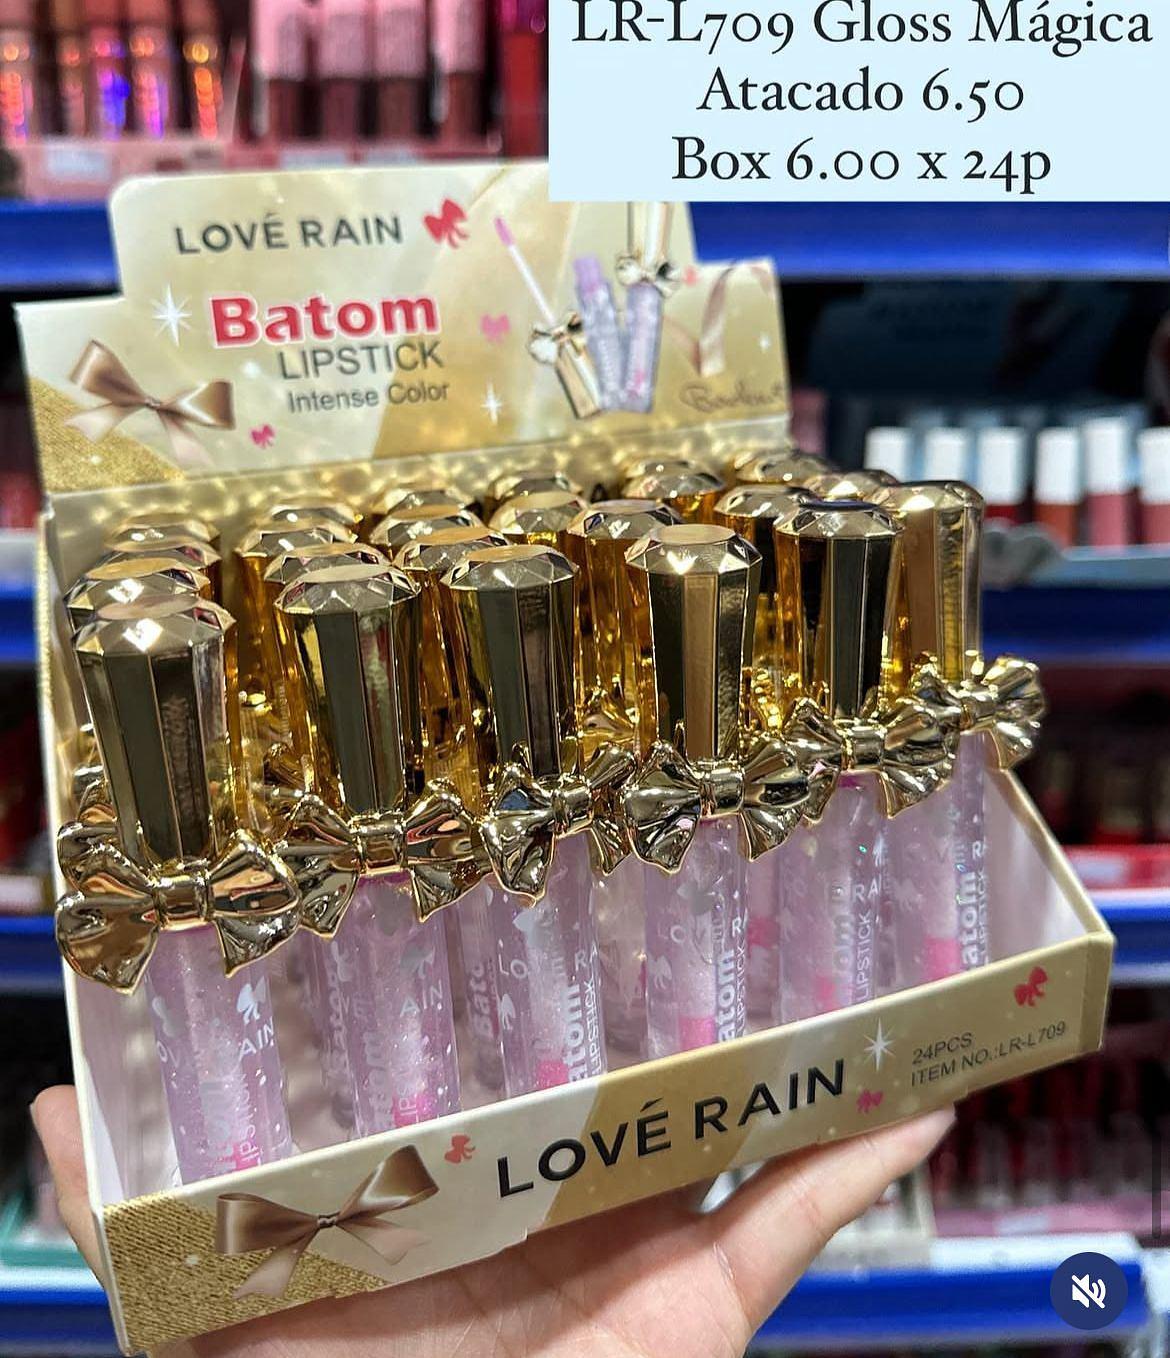 LR-L709 Gloss Mágica
Atacado 6.50
Box 6.00 x 24p
LOVÉ RAIN
Batom
LIPSTICK
Intense Color
LOVÉ RAIN
24PCS
ITEM NO.:LR-L709